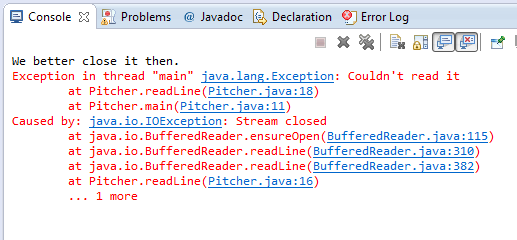 Console Problems @ Javadoc Declaration Error Log
We better close it then.
Exception in thread "main" java.lang.Exception: Couldn't read it
at Pitcher.readLine(Pitcher.java:18)
at Pitcher.main(Pitcher.java:11)
Caused by: java.io.IOException: Stream closed
at java.io.BufferedReader.ensureOpen(BufferedReader.java:115)
at java.io.BufferedReader.readLine(BufferedReader.java:310)
at java.io.BufferedReader.readLine(BufferedReader.java:382)
at Pitcher.readLine(Pitcher.java:16)
... 1 more